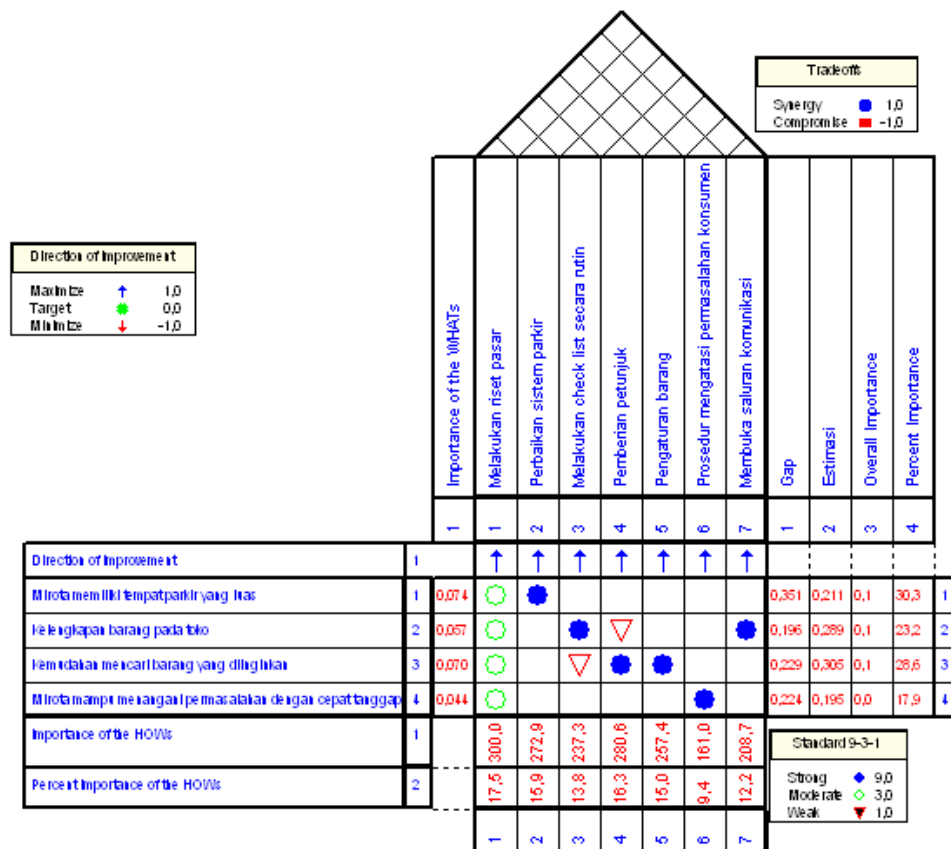 Tradeoffs
Synergy 1,0
Compromise -1,0
Direction of Improvement
Maximize 1,0
Target 0,0
Minimize -1,0
Importance of the WHATs
Melakukan riset pasar
Perbaikan sistem parkir
Melakukan check list secara rutin
Pemberian petunjuk
Pengaturan barang
Prosedur mengatasi permasalahan konsumen
Membuka saluran komunikasi
Gap
Estimasi
Overall Importance
Percent Importance
1 1 2 3 4 5 6 7 1 2 3 4
Direction of Improvement 1
Mirota memiliki tempat parkir yang luas 1 0,074 0,351 0,211 0,1 30,3 1
Kelengkapan barang pada toko 2 0,057 0,196 0,289 0,1 23,2 2
Kemudahan mencari barang yang diinginkan 3 0,070 0,229 0,305 0,1 28,6 3
Mirota mampu menangani permasalahan dengan cepat tanggap 4 0,044 0,224 0,195 0,0 17,9 4
Importance of the HOWs 1 300,0 272,9 237,3 280,6 257,4 161,0 208,7
Percent Importance of the HOWs 2 17,5 15,9 13,8 16,3 15,0 9,4 12,2
Standard 9-3-1
Strong 9,0
Moderate 3,0
Weak 1,0
1 2 3 4 5 6 7